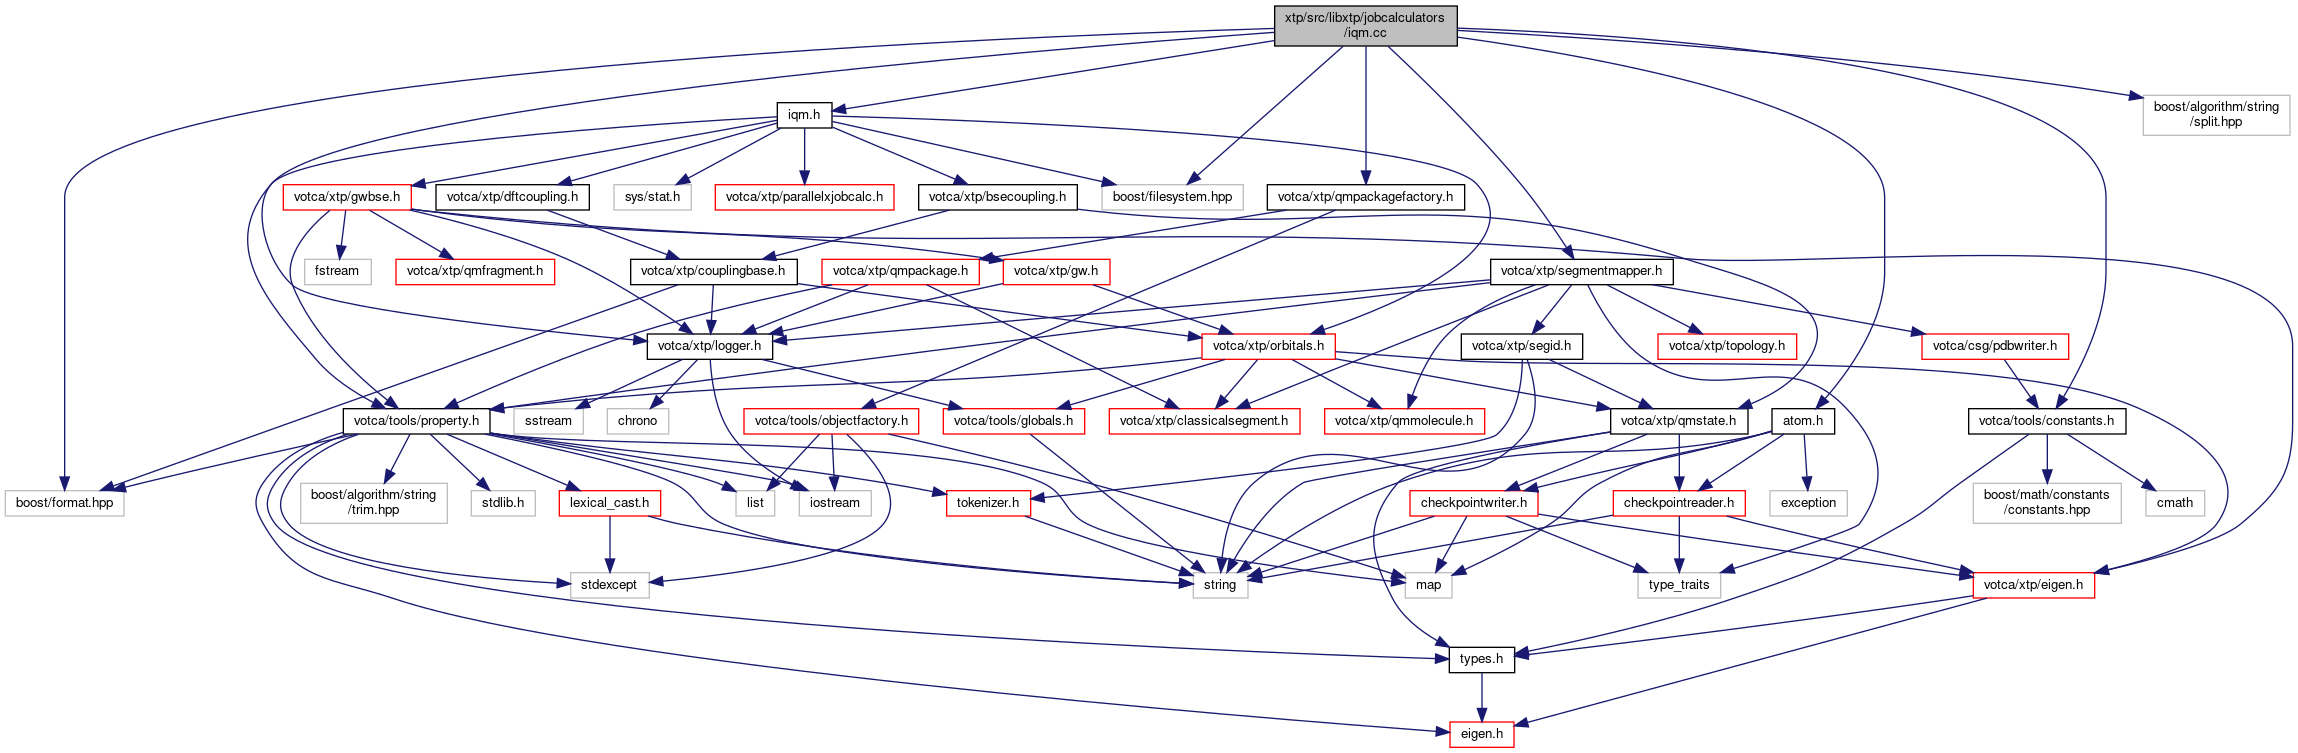 xtp/src/libxtp/jobcalculators
/iqm.cc
iqm.h
boost/algorithm/string
/split.hpp
votca/xtp/gwbse.h
votca/xtp/dftcoupling.h
sys/stat.h
votca/xtp/parallelxjobcalc.h
votca/xtp/bsecoupling.h
boost/filesystem.hpp
votca/xtp/qmpackagefactory.h
fstream
votca/xtp/qmfragment.h
votca/xtp/couplingbase.h
votca/xtp/qmpackage.h
votca/xtp/gw.h
votca/xtp/segmentmapper.h
votca/xtp/logger.h
votca/xtp/orbitals.h
votca/xtp/segid.h
votca/xtp/topology.h
votca/csg/pdbwriter.h
votca/tools/property.h
sstream
chrono
votca/tools/objectfactory.h
votca/tools/globals.h
votca/xtp/classicalsegment.h
votca/xtp/qmmolecule.h
votca/xtp/qmstate.h
atom.h
votca/tools/constants.h
boost/format.hpp
boost/algorithm/string
/trim.hpp
stdlib.h
lexical_cast.h
list
iostream
tokenizer.h
checkpointwriter.h
checkpointreader.h
exception
boost/math/constants
/constants.hpp
cmath
stdexcept
string
map
type_traits
votca/xtp/eigen.h
types.h
eigen.h